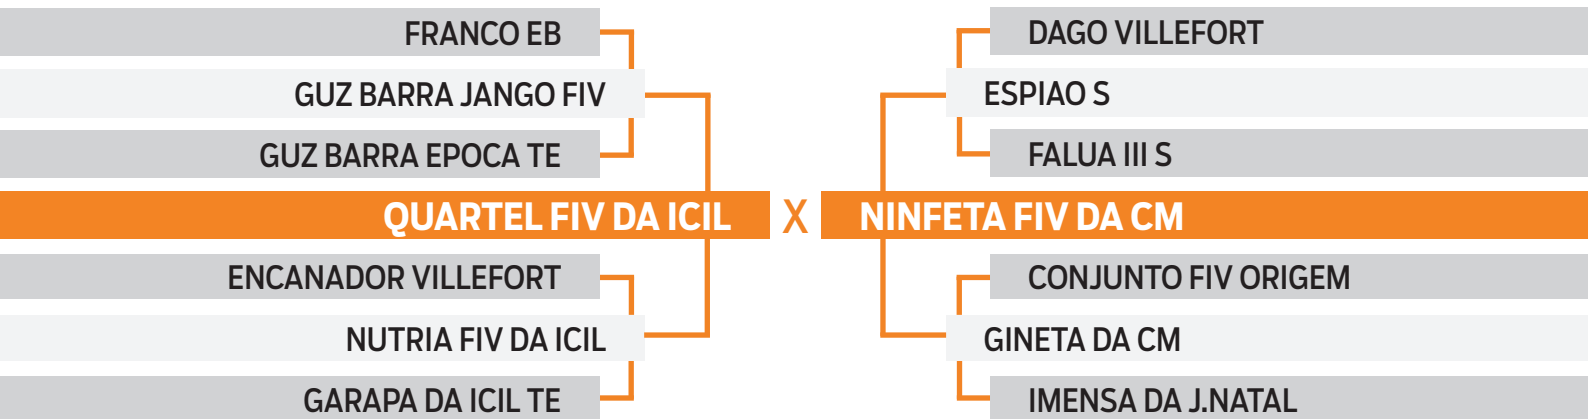 FRANCO EB
GUZ BARRA JANGO FIV
GUZ BARRA EPOCA TE
QUARTEL FIV DA ICIL
ENCANADOR VILLEFORT
NUTRIA FIV DA ICIL
GARAPA DA ICIL TE
X
DAGO VILLEFORT
ESPIAO S
FALUA III S
NINFETA FIV DA CM
CONJUNTO FIV ORIGEM
GINETA DA CM
IMENSA DA J.NATAL